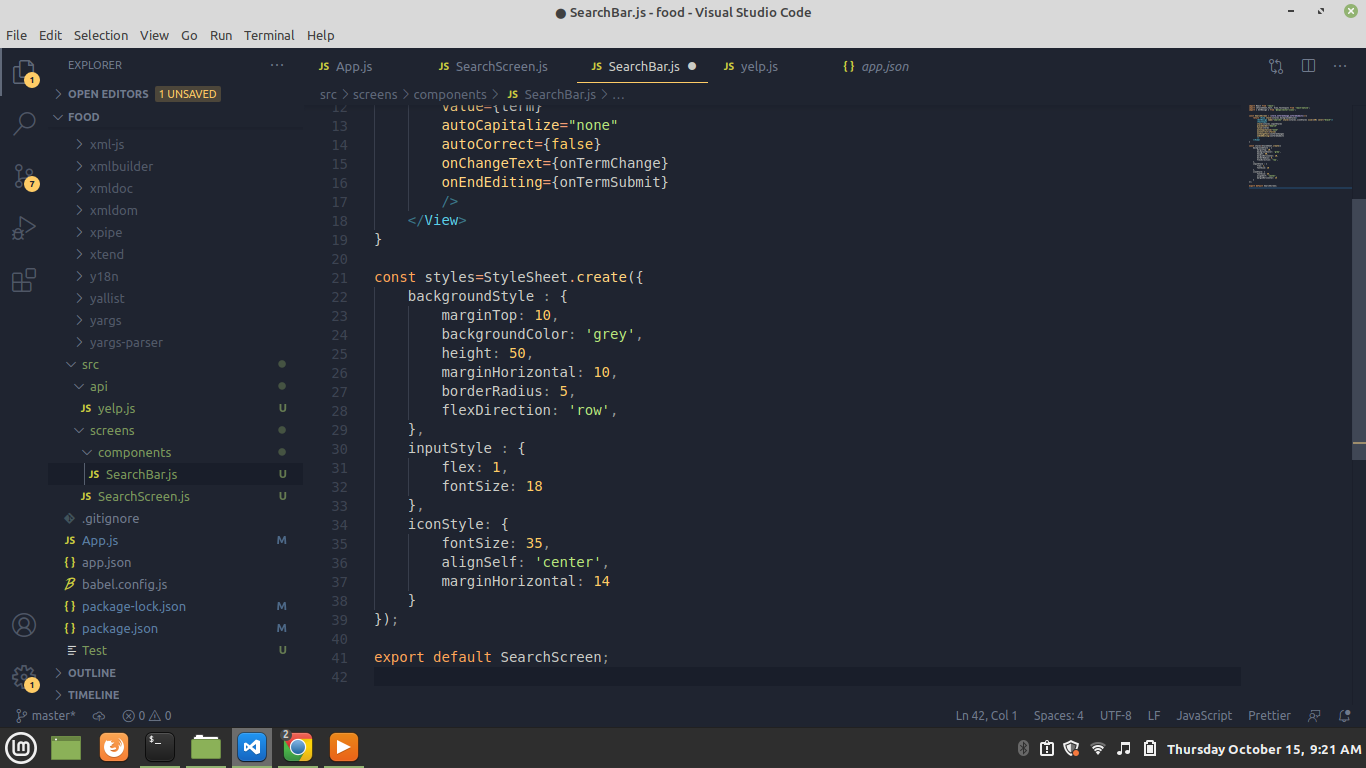 ● SearchBar.js - food - Visual Studio Code
File Edit Selection View Go Run Terminal Help
EXPLORER
OPEN EDITORS 1 UNSAVED
FOOD
xml-js
xmlbuilder
xmldoc
xmldom
xpipe
xtend
y18n
yallist
yargs
yargs-parser
src
api
JS yelp.js U
screens
components
JS SearchBar.js U
JS SearchScreen.js U
.gitignore
JS App.js M
{} app.json
babel.config.js
{} package-lock.json M
{} package.json M
Test U
OUTLINE
TIMELINE
1
7
1
JS App.js JS SearchScreen.js JS SearchBar.js ● JS yelp.js {} app.json
src > screens > components > JS SearchBar.js > ...
12 value={term}
13 autoCapitalize="none"
14 autoCorrect={false}
15 onChangeText={onTermChange}
16 onEndEditing={onTermSubmit}
17 />
18 </View>
19 }
20
21 const styles=StyleSheet.create({
22 backgroundStyle : {
23 marginTop: 10,
24 backgroundColor: 'grey',
25 height: 50,
26 marginHorizontal: 10,
27 borderRadius: 5,
28 flexDirection: 'row',
29 },
30 inputStyle : {
31 flex: 1,
32 fontSize: 18
33 },
34 iconStyle: {
35 fontSize: 35,
36 alignSelf: 'center',
37 marginHorizontal: 14
38 }
39 });
40
41 export default SearchScreen;
42
master* 0 0 Ln 42, Col 1 Spaces: 4 UTF-8 LF JavaScript Prettier
lm $_ 2 Thursday October 15, 9:21 AM